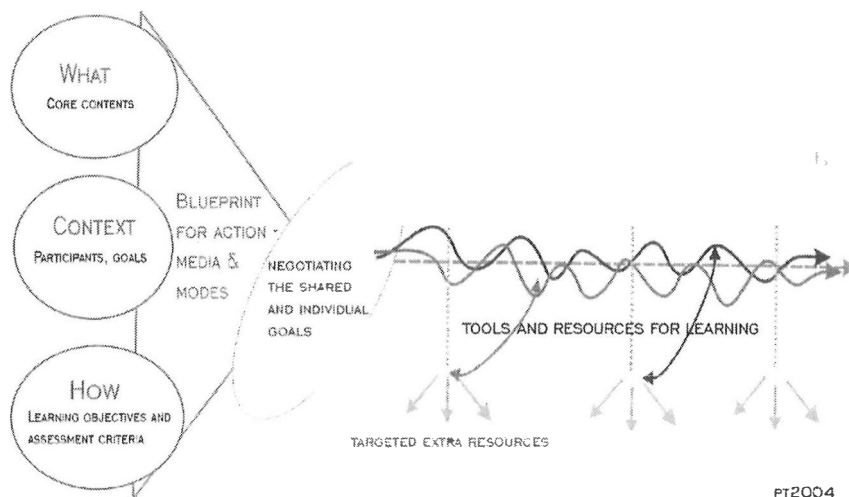 WHAT
CORE CONTENTS
CONTEXT
PARTICIPANTS, GOALS
HOW
LEARNING OBJECTIVES AND
ASSESSMENT CRITERIA
BLUEPRINT
FOR ACTION
MEDIA &
MODES
NEGOTIATING
THE SHARED
AND INDIVIDUAL
GOALS
TOOLS AND RESOURCES FOR LEARNING
TARGETED EXTRA RESOURCES
PT2004